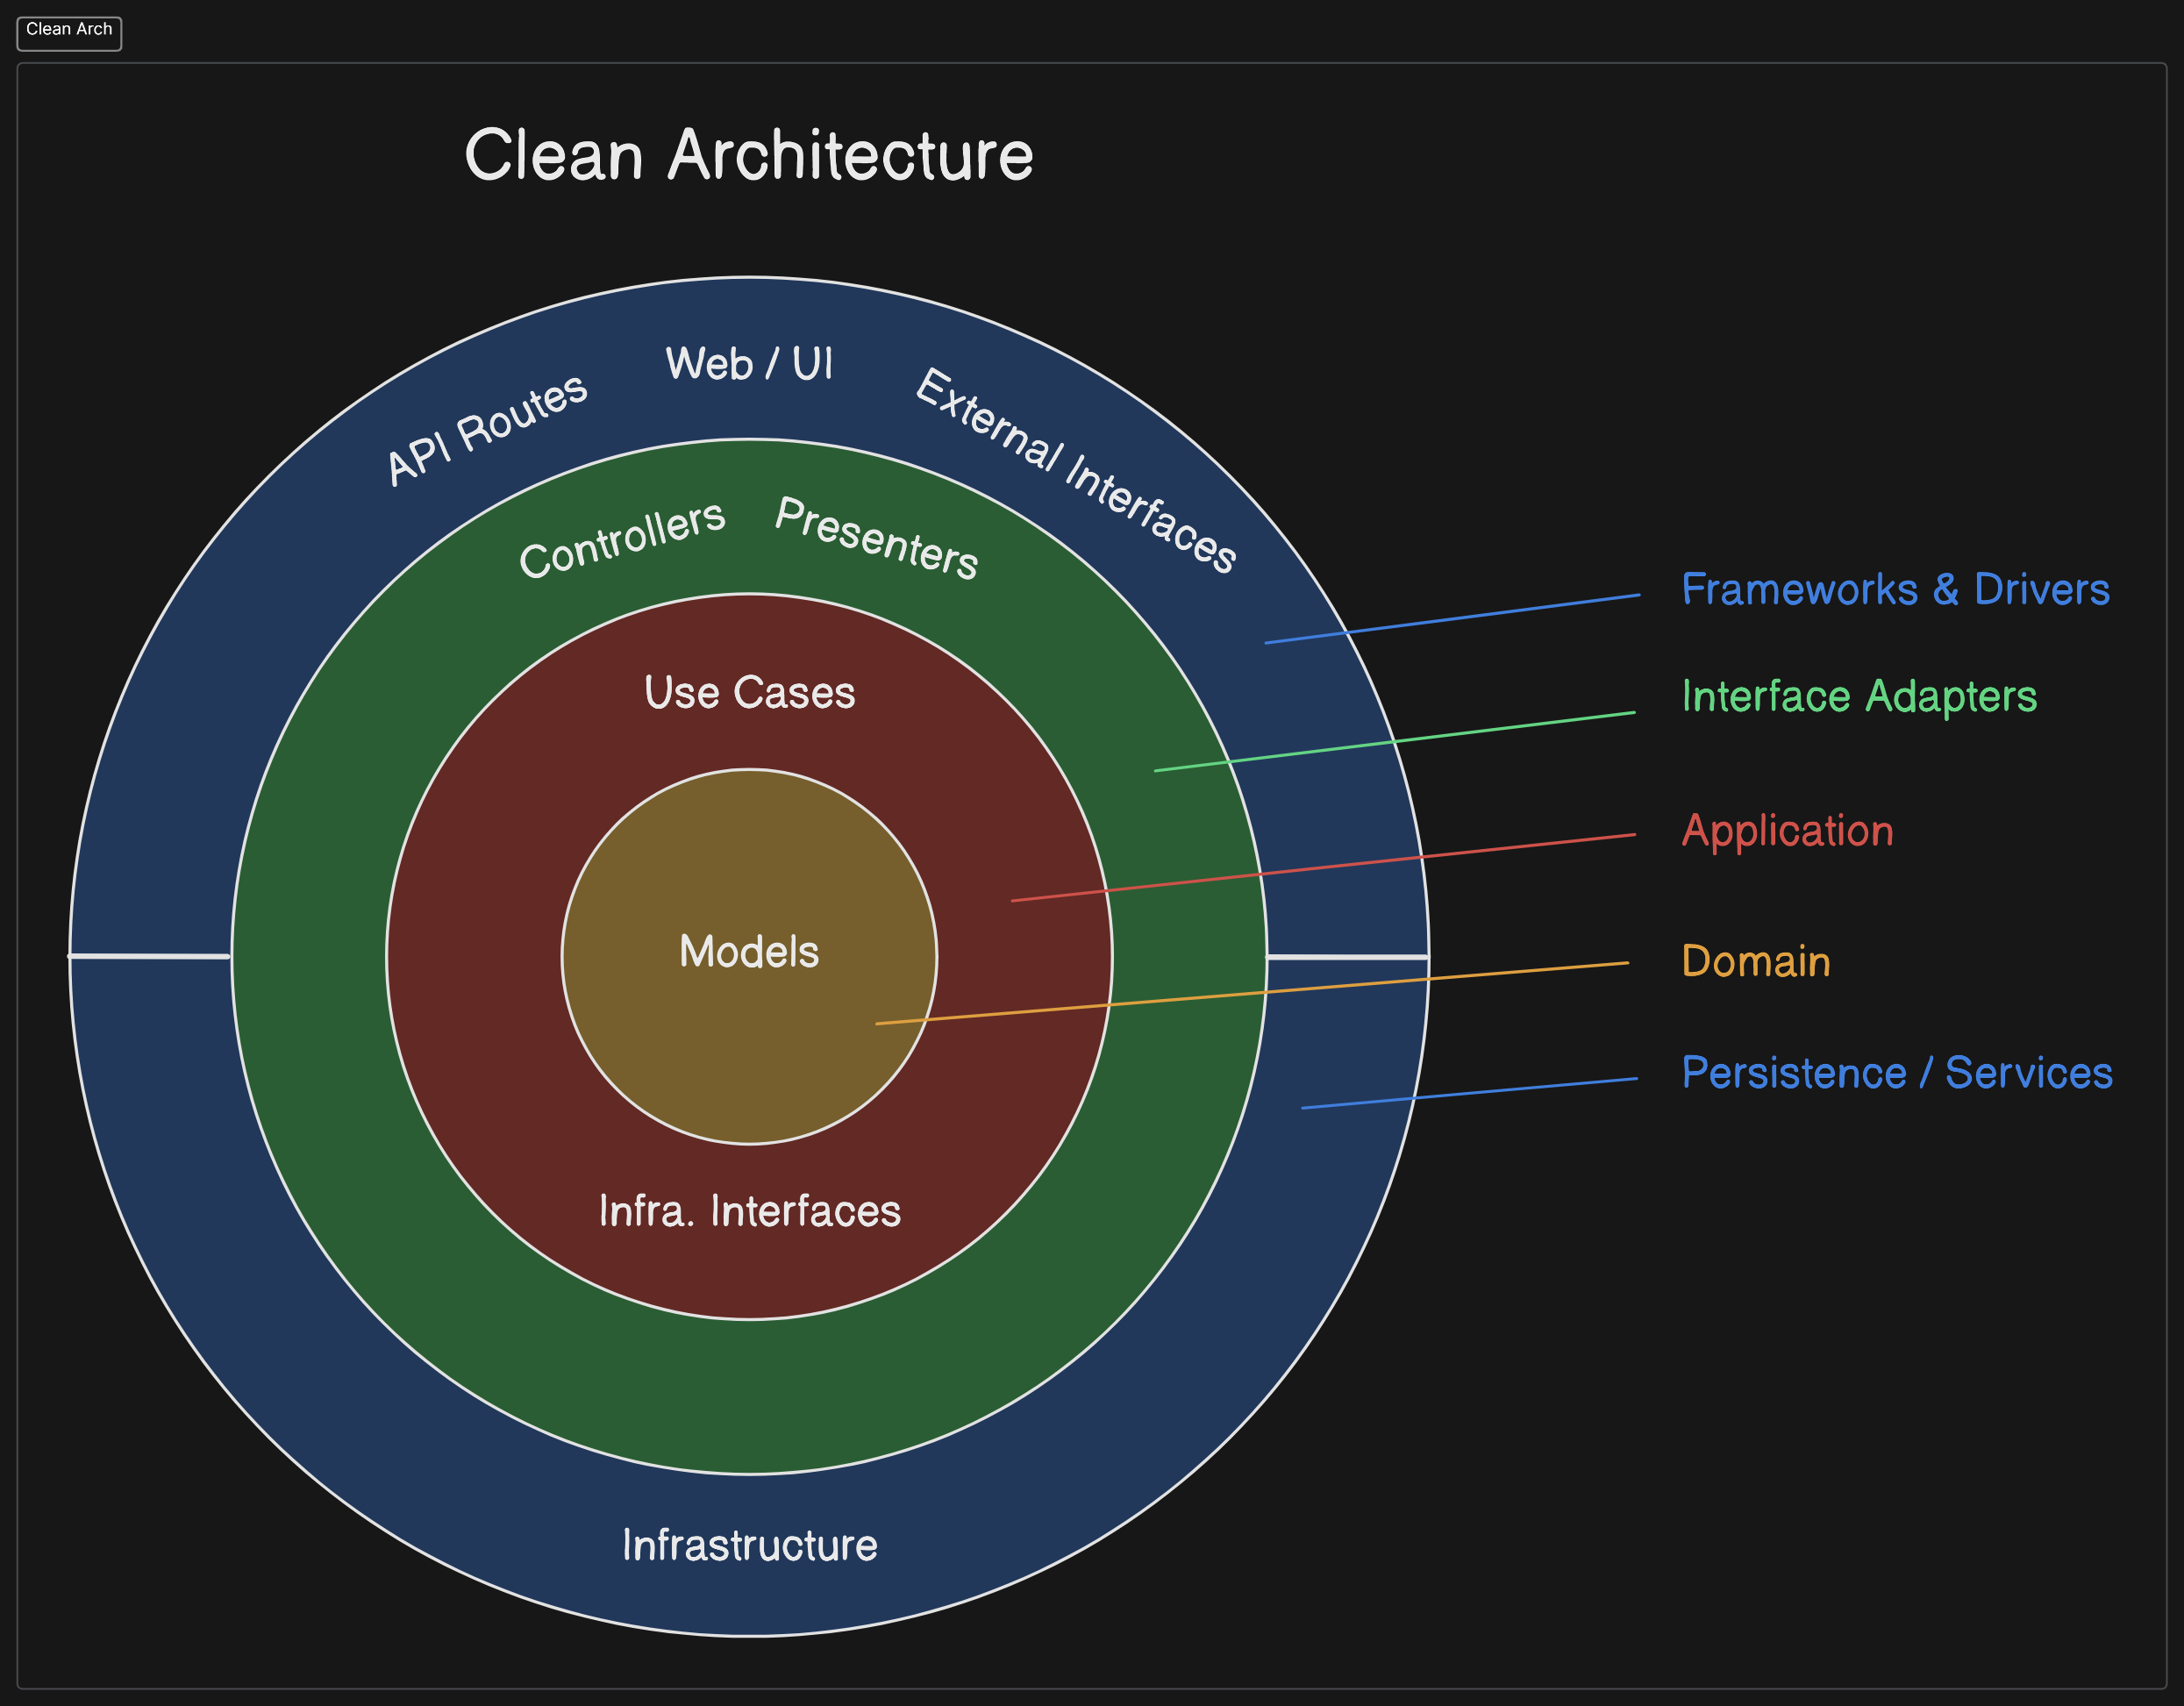 Clean Arch
Clean Architecture
API Routes
Web / UI
External Interfaces
Controllers
Presenters
Use Cases
Models
Infra. Interfaces
Infrastructure
Frameworks & Drivers
Interface Adapters
Application
Domain
Persistence / Services